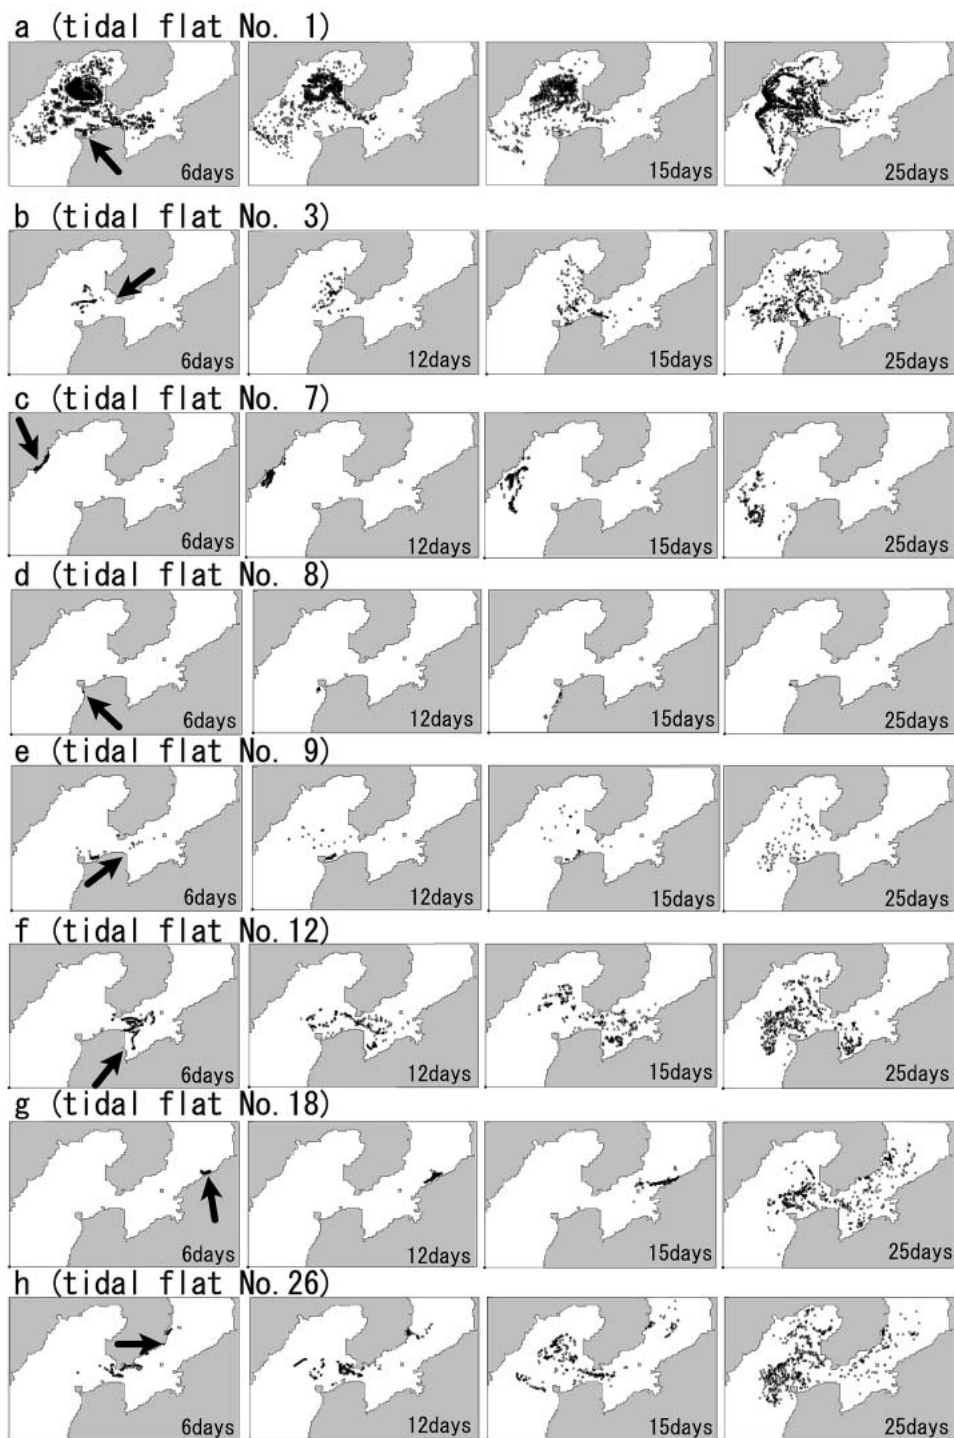 a (tidal flat No. 1)
6days
15days
25days
b (tidal flat No. 3)
6days
12days
15days
25days
c (tidal flat No. 7)
6days
12days
15days
25days
d (tidal flat No. 8)
6days
12days
15days
25days
e (tidal flat No. 9)
6days
12days
15days
25days
f (tidal flat No.12)
6days
12days
15days
25days
g (tidal flat No.18)
6days
12days
15days
25days
h (tidal flat No.26)
6days
12days
15days
25days